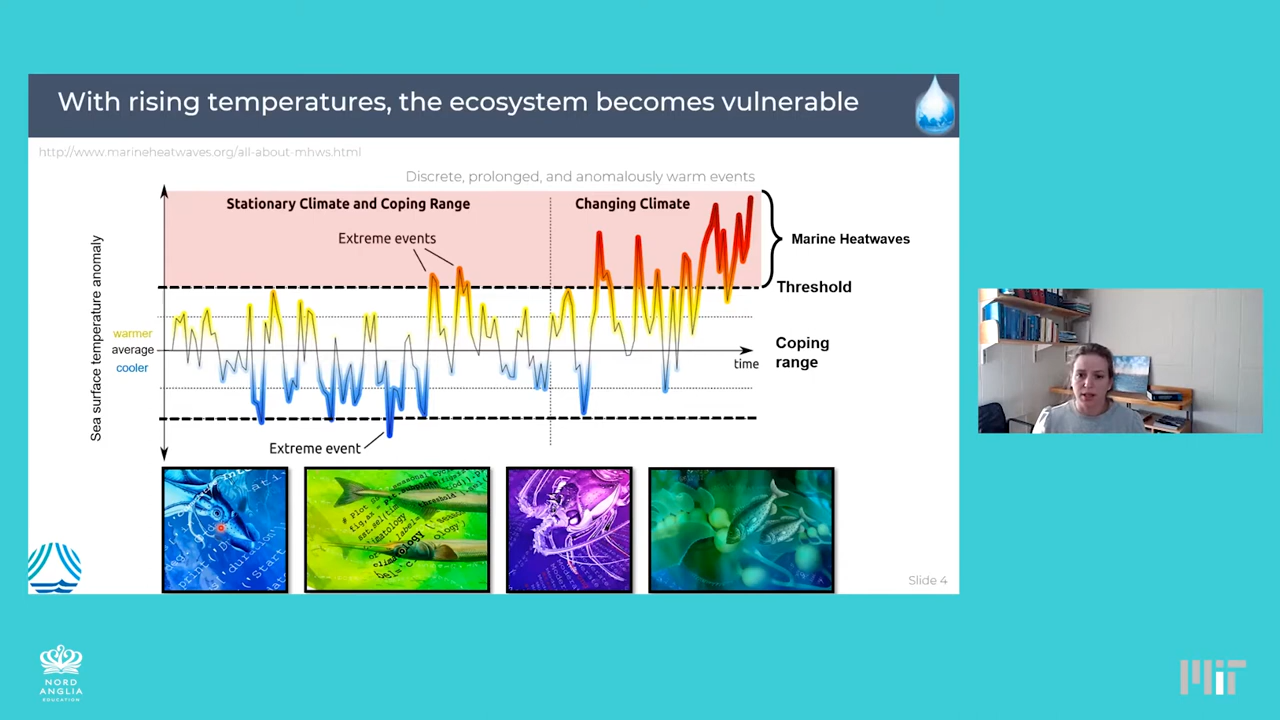 With rising temperatures, the ecosystem becomes vulnerable
http://www.marineheatwaves.org/all-about-mhws.html
Discrete, prolonged, and anomalously warm events
Stationary Climate and Coping Range
Changing Climate
Extreme events
Marine Heatwaves
Threshold
Sea surface temperature anomaly
warmer
average
cooler
Coping
range
time
Extreme event
Slide 4
NORD
ANGLIA
EDUCATION
MIT